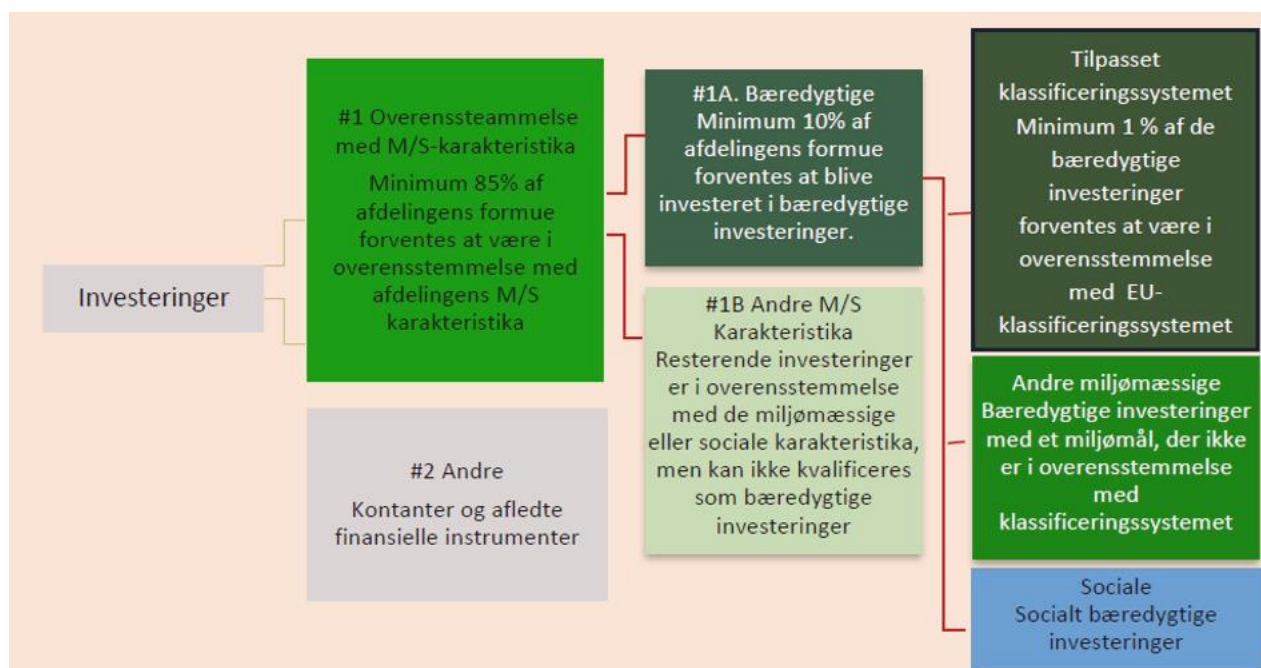 Investeringer
#1 Overenssteammelse
med M/S-karakteristika
Minimum 85% af
afdelingens formue
forventes at være i
overensstemmelse med
afdelingens M/S
karakteristika
#2 Andre
Kontanter og afledte
finansielle instrumenter
#1A. Bæredygtige
Minimum 10% af
afdelingens formue
forventes at blive
investeret i bæredygtige
investeringer.
#1B Andre M/S
Karakteristika
Resterende investeringer
er i overensstemmelse
med de miljømæssige
eller sociale karakteristika,
men kan ikke kvalificeres
som bæredygtige
investeringer
Tilpasset
klassificeringssystemet
Minimum 1 % af de
bæredygtige
investeringer
forventes at være i
overensstemmelse
med EU-
klassificeringssystemet
Andre miljømæssige
Bæredygtige investeringer
med et miljømål, der ikke
er i overensstemmelse
med
klassificeringssystemet
Sociale
Socialt bæredygtige
investeringer